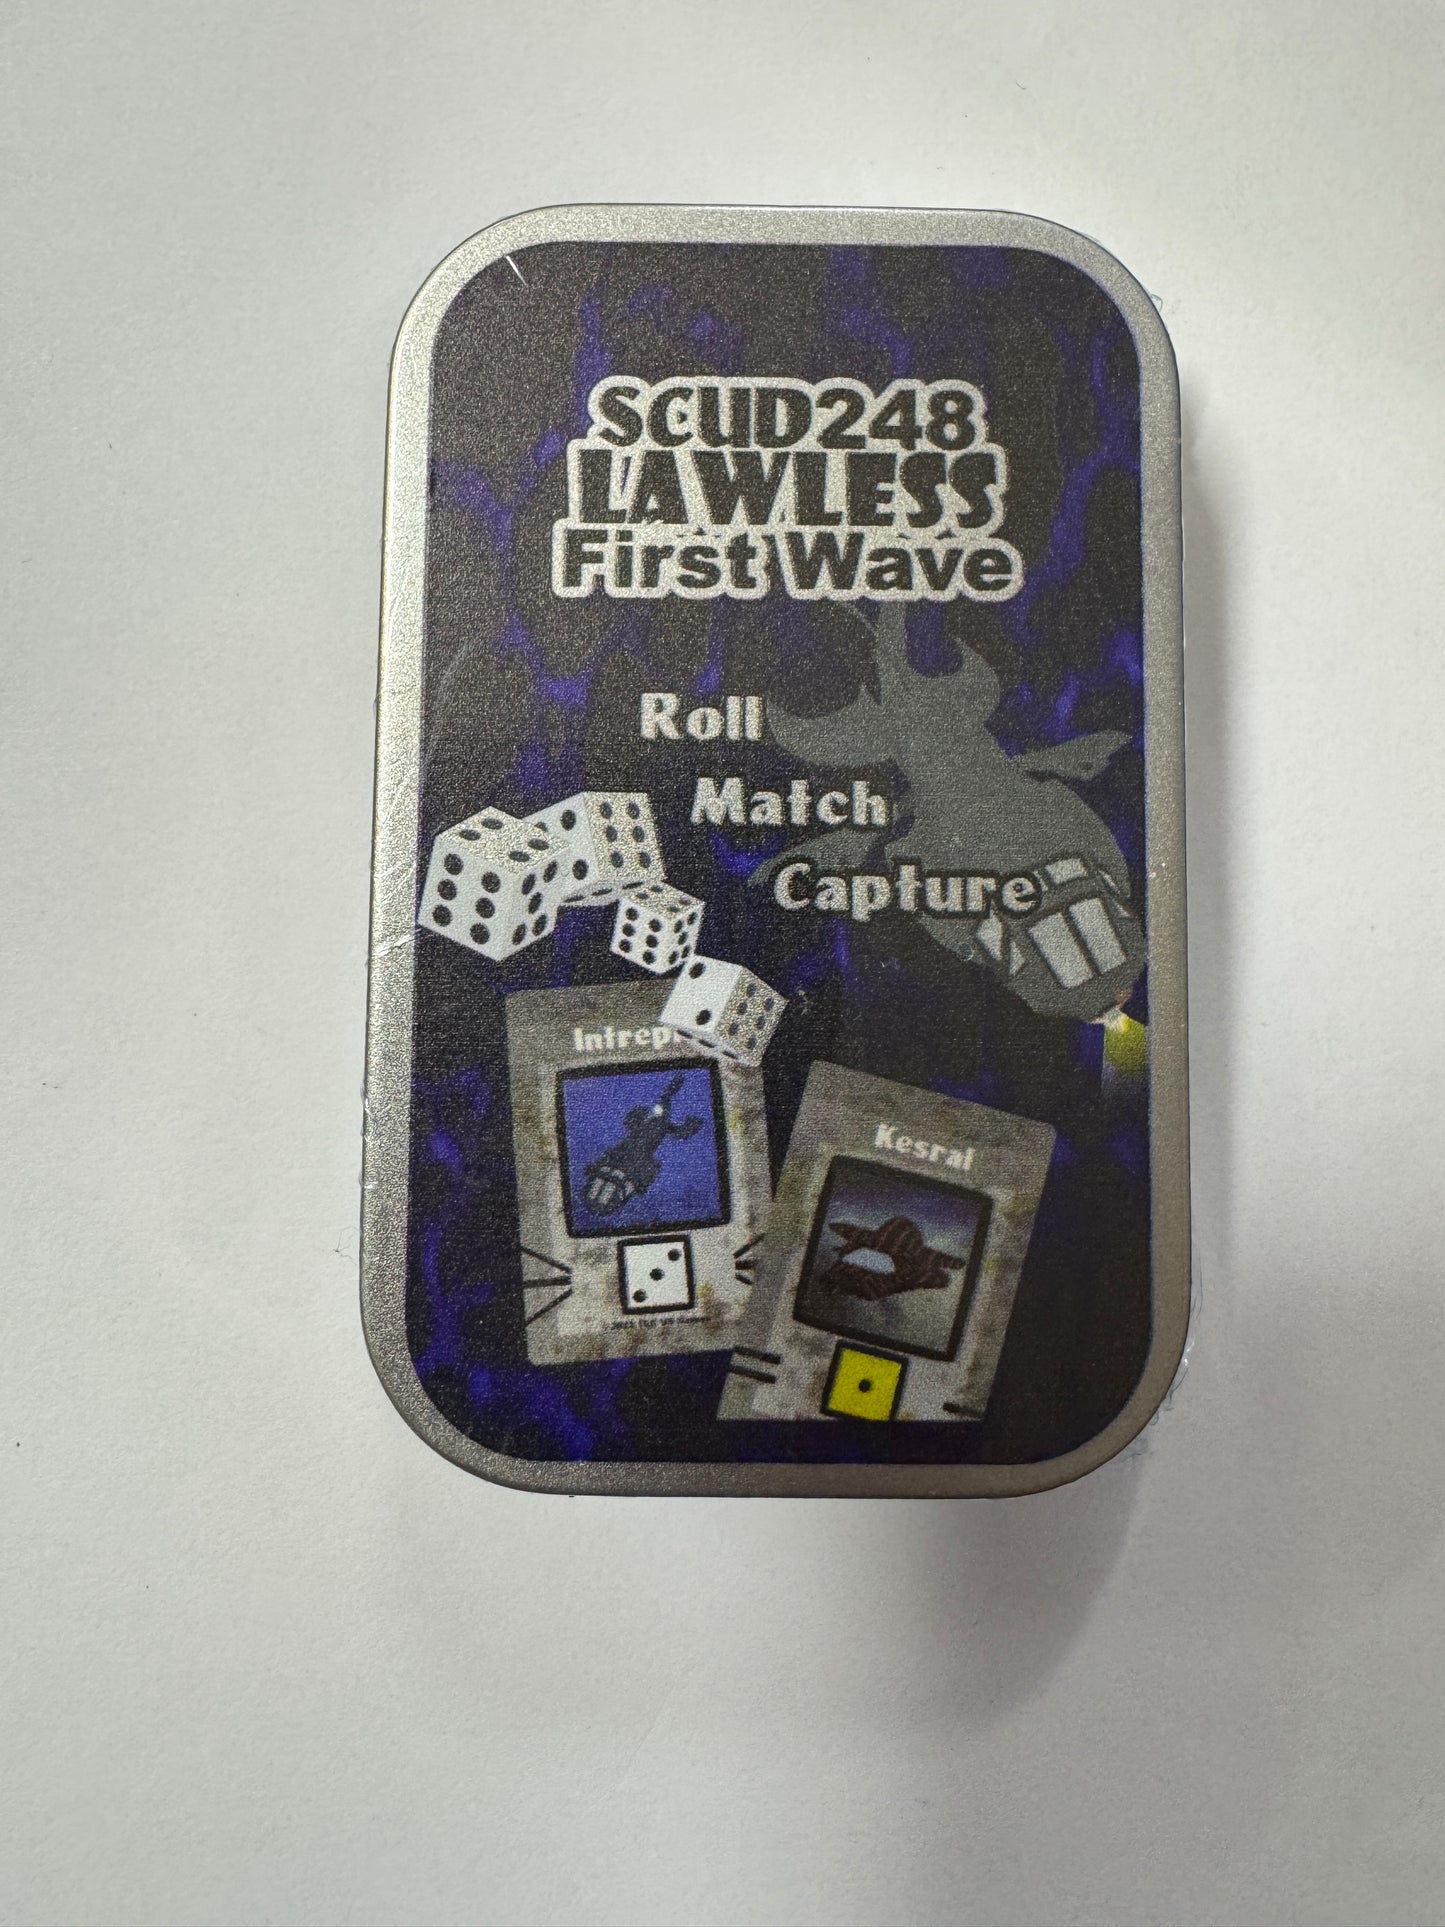 SCUD248
LAWLESS
First Wave
Roll
Match
Capture
Kesral